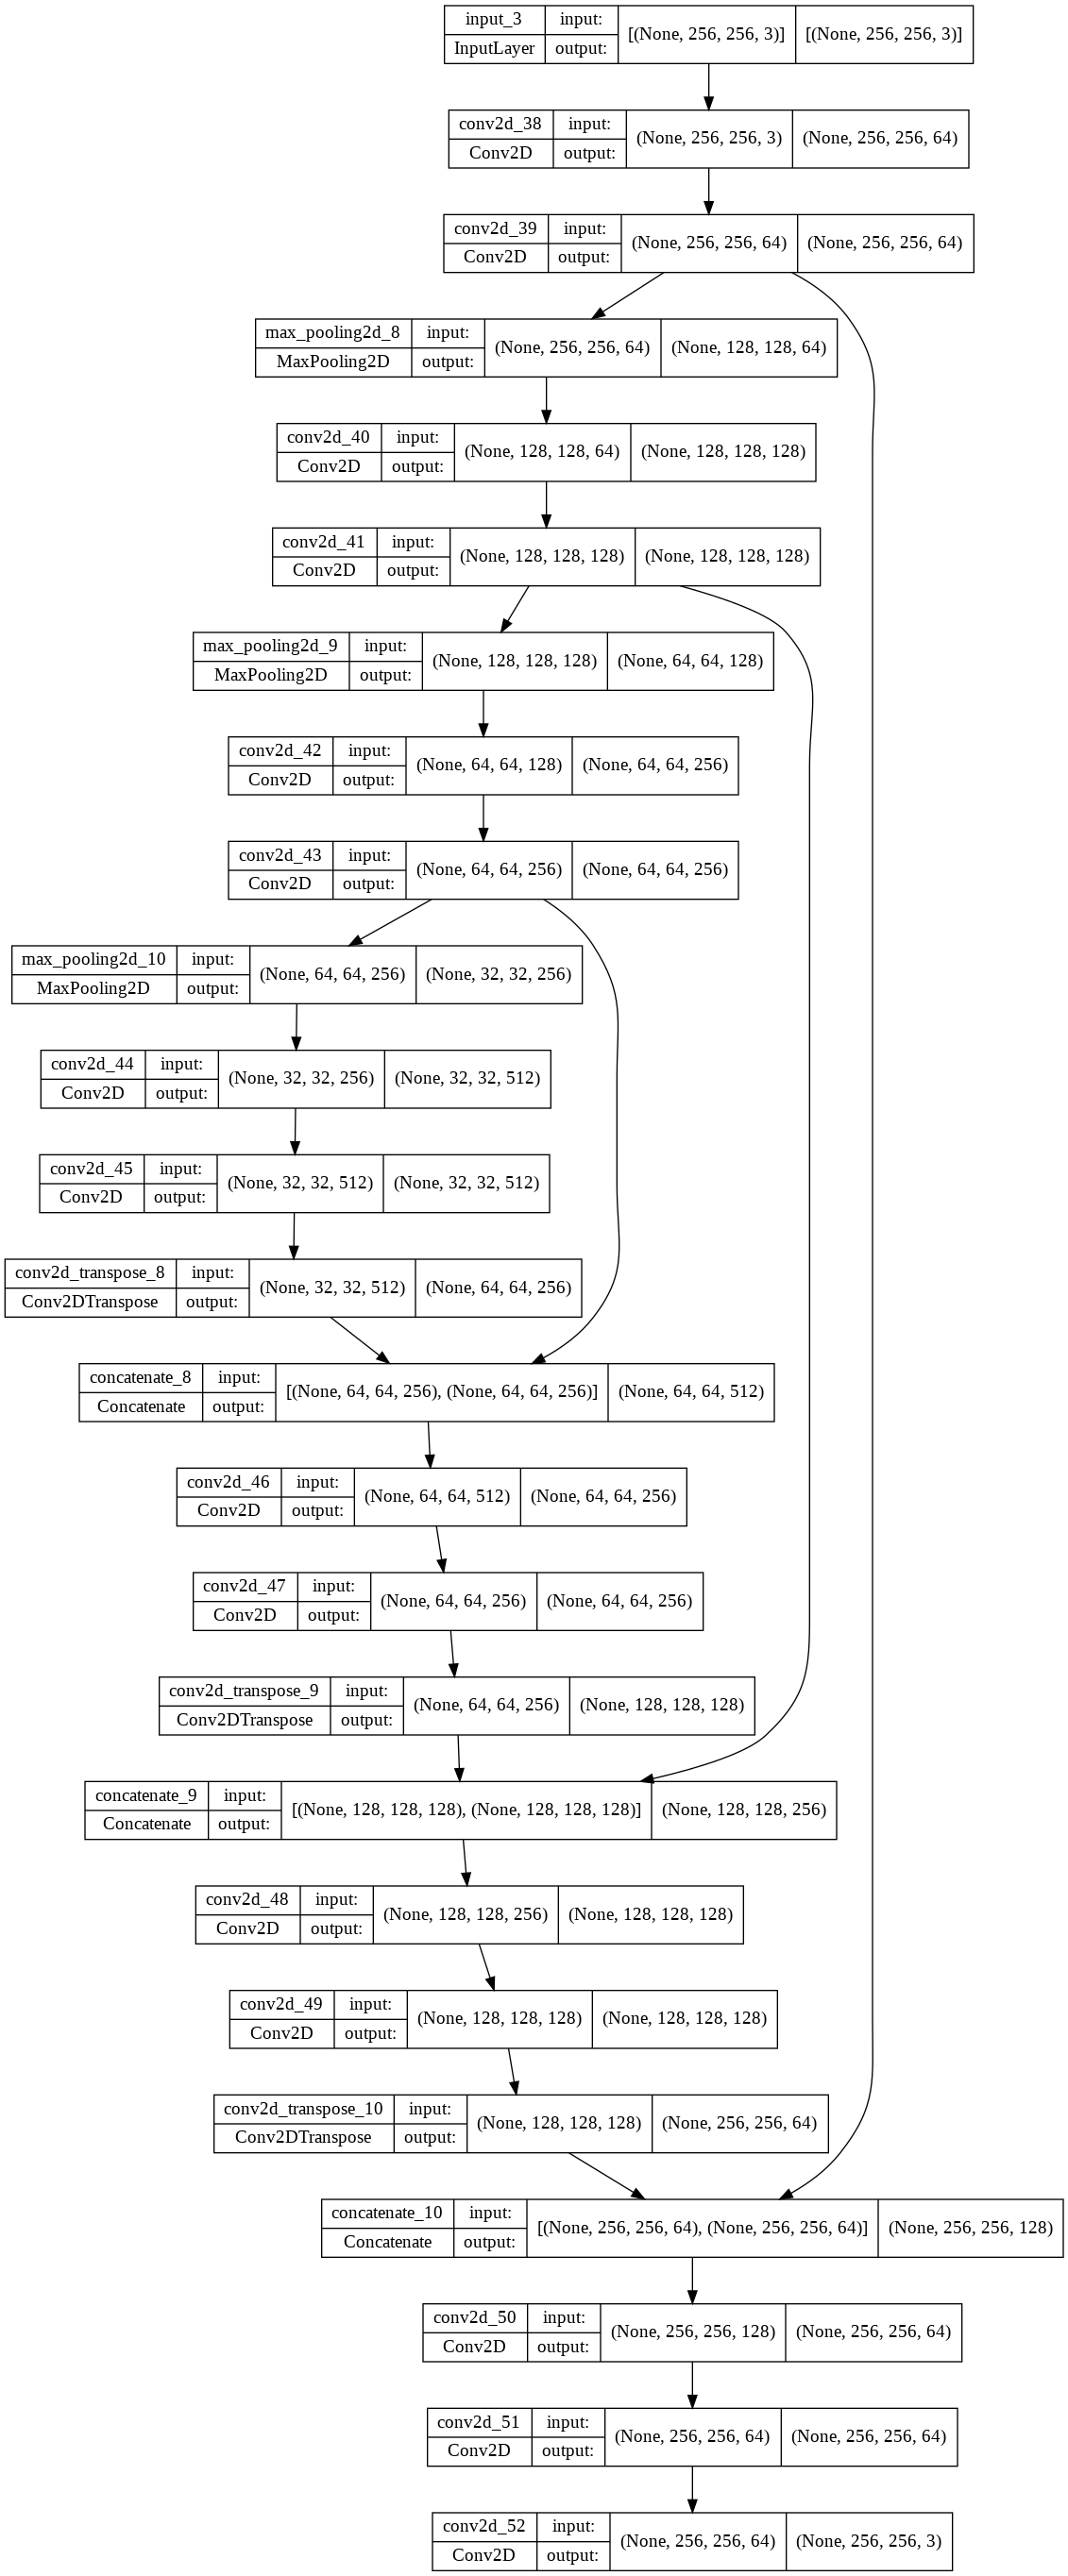 input_3 input: [(None, 256, 256, 3)] [(None, 256, 256, 3)]
InputLayer output:
conv2d_38 input: (None, 256, 256, 3) (None, 256, 256, 64)
Conv2D output:
conv2d_39 input: (None, 256, 256, 64) (None, 256, 256, 64)
Conv2D output:
max_pooling2d_8 input: (None, 256, 256, 64) (None, 128, 128, 64)
MaxPooling2D output:
conv2d_40 input: (None, 128, 128, 64) (None, 128, 128, 128)
Conv2D output:
conv2d_41 input: (None, 128, 128, 128) (None, 128, 128, 128)
Conv2D output:
max_pooling2d_9 input: (None, 128, 128, 128) (None, 64, 64, 128)
MaxPooling2D output:
conv2d_42 input: (None, 64, 64, 128) (None, 64, 64, 256)
Conv2D output:
conv2d_43 input: (None, 64, 64, 256) (None, 64, 64, 256)
Conv2D output:
max_pooling2d_10 input: (None, 64, 64, 256) (None, 32, 32, 256)
MaxPooling2D output:
conv2d_44 input: (None, 32, 32, 256) (None, 32, 32, 512)
Conv2D output:
conv2d_45 input: (None, 32, 32, 512) (None, 32, 32, 512)
Conv2D output:
conv2d_transpose_8 input: (None, 32, 32, 512) (None, 64, 64, 256)
Conv2DTranspose output:
concatenate_8 input: [(None, 64, 64, 256), (None, 64, 64, 256)] (None, 64, 64, 512)
Concatenate output:
conv2d_46 input: (None, 64, 64, 512) (None, 64, 64, 256)
Conv2D output:
conv2d_47 input: (None, 64, 64, 256) (None, 64, 64, 256)
Conv2D output:
conv2d_transpose_9 input: (None, 64, 64, 256) (None, 128, 128, 128)
Conv2DTranspose output:
concatenate_9 input: [(None, 128, 128, 128), (None, 128, 128, 128)] (None, 128, 128, 256)
Concatenate output:
conv2d_48 input: (None, 128, 128, 256) (None, 128, 128, 128)
Conv2D output:
conv2d_49 input: (None, 128, 128, 128) (None, 128, 128, 128)
Conv2D output:
conv2d_transpose_10 input: (None, 128, 128, 128) (None, 256, 256, 64)
Conv2DTranspose output:
concatenate_10 input: [(None, 256, 256, 64), (None, 256, 256, 64)] (None, 256, 256, 128)
Concatenate output:
conv2d_50 input: (None, 256, 256, 128) (None, 256, 256, 64)
Conv2D output:
conv2d_51 input: (None, 256, 256, 64) (None, 256, 256, 64)
Conv2D output:
conv2d_52 input: (None, 256, 256, 64) (None, 256, 256, 3)
Conv2D output: